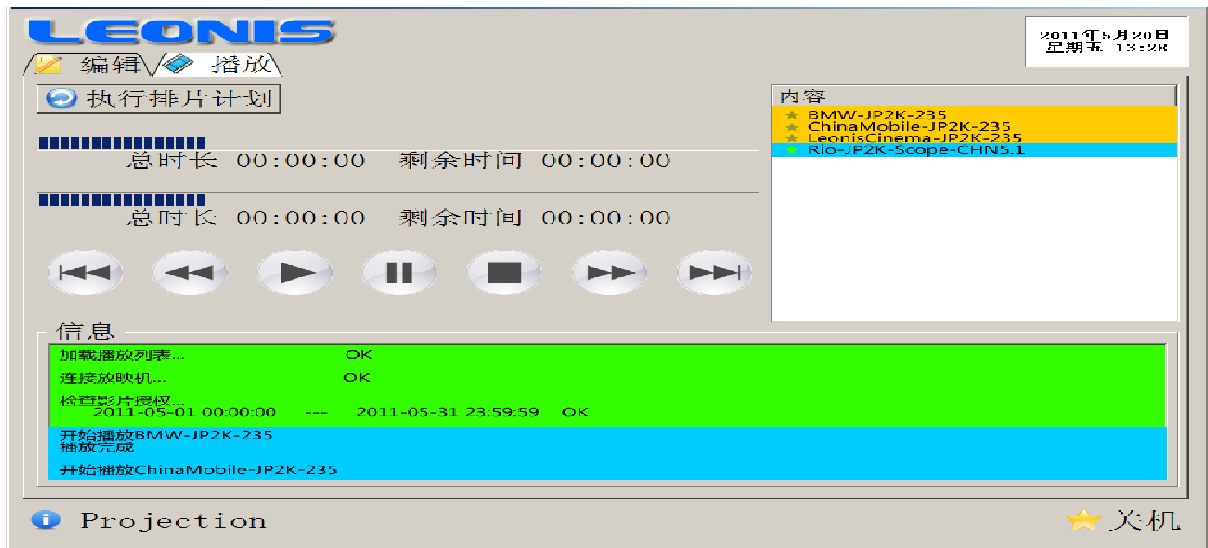 LEONIS
2011年5月20日
星期五 13:28
编辑 播放
执行排片计划
总时长 00:00:00 剩余时间 00:00:00
总时长 00:00:00 剩余时间 00:00:00
内容
BMW-JP2K-235
ChinaMobile-JP2K-235
LeonisCinema-JP2K-235
Rio-JP2K-Scope-CHN5.1
信息
加载播放列表... OK
连接放映机... OK
检查影片授权...
2011-05-01 00:00:00 --- 2011-05-31 23:59:59 OK
开始播放BMW-JP2K-235
播放完成
开始播放ChinaMobile-JP2K-235
Projection
关机